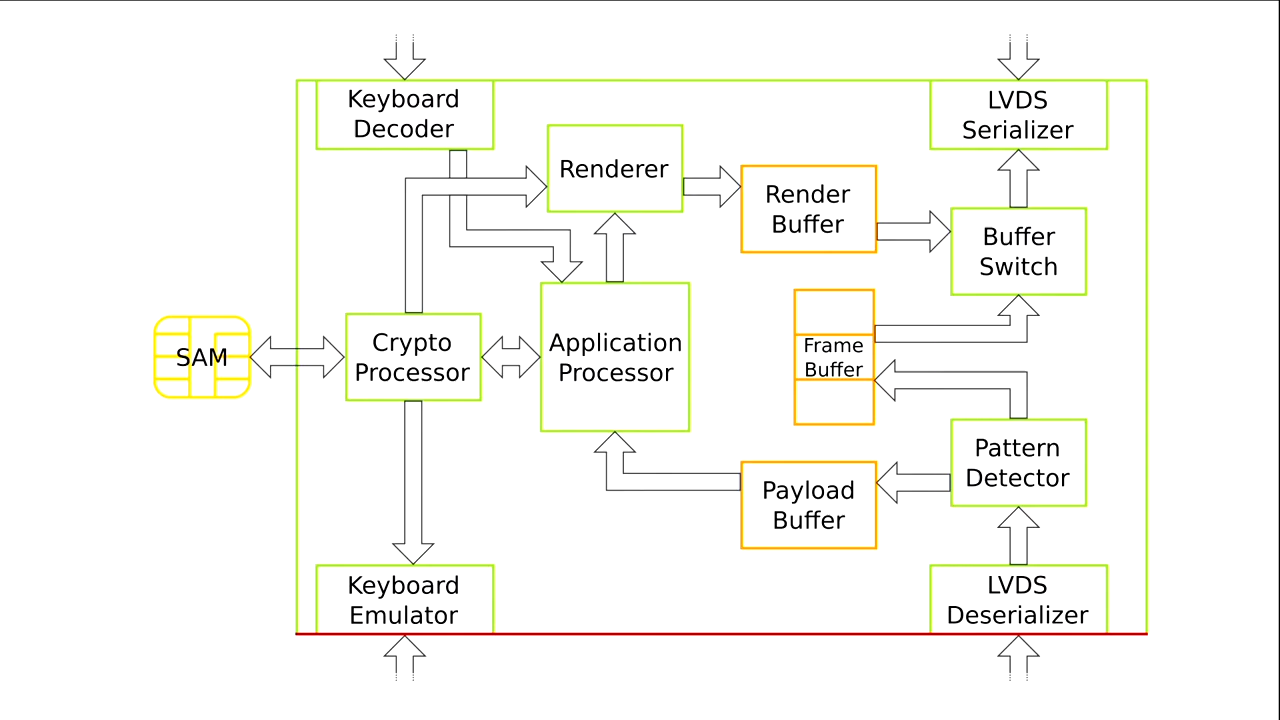 Keyboard
Decoder
LVDS
Serializer
Renderer
Render
Buffer
Buffer
Switch
SAM
Crypto
Processor
Application
Processor
Frame
Buffer
Pattern
Detector
Payload
Buffer
Keyboard
Emulator
LVDS
Deserializer